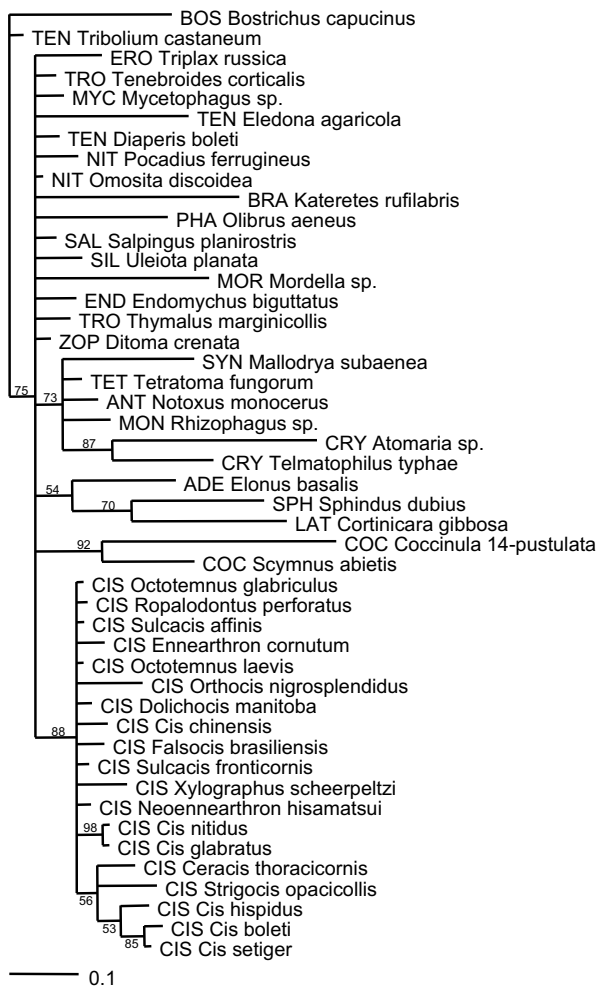 BOS Bostrichus capucinus
TEN Tribolium castaneum
ERO Triplax russica
TRO Tenebroides corticalis
MYC Mycetophagus sp.
TEN Eledona agaricola
TEN Diaperis boleti
NIT Pocadius ferrugineus
NIT Omosita discoidea
BRA Kateretes rufilabris
PHA Olibrus aeneus
SAL Salpingus planirostris
SIL Uleiota planata
MOR Mordella sp.
END Endomychus biguttatus
TRO Thymalus marginicollis
ZOP Ditoma crenata
SYN Mallodrya subaenea
TET Tetratoma fungorum
75
73
ANT Notoxus monocerus
MON Rhizophagus sp.
87
CRY Atomaria sp.
CRY Telmatophilus typhae
ADE Elonus basalis
54
70
SPH Sphindus dubius
LAT Cortinicara gibbosa
92
COC Coccinula 14-pustulata
COC Scymnus abietis
CIS Octotemnus glabriculus
CIS Ropalodontus perforatus
CIS Sulcacis affinis
CIS Ennearthron cornutum
CIS Octotemnus laevis
CIS Orthocis nigrosplendidus
CIS Dolichocis manitoba
CIS Cis chinensis
88
CIS Falsocis brasiliensis
CIS Sulcacis fronticornis
CIS Xylographus scheerpeltzi
CIS Neoennearthron hisamatsui
98
CIS Cis nitidus
CIS Cis glabratus
CIS Ceracis thoracicornis
CIS Strigocis opacicollis
56
CIS Cis hispidus
53
CIS Cis boleti
85
CIS Cis setiger
0.1